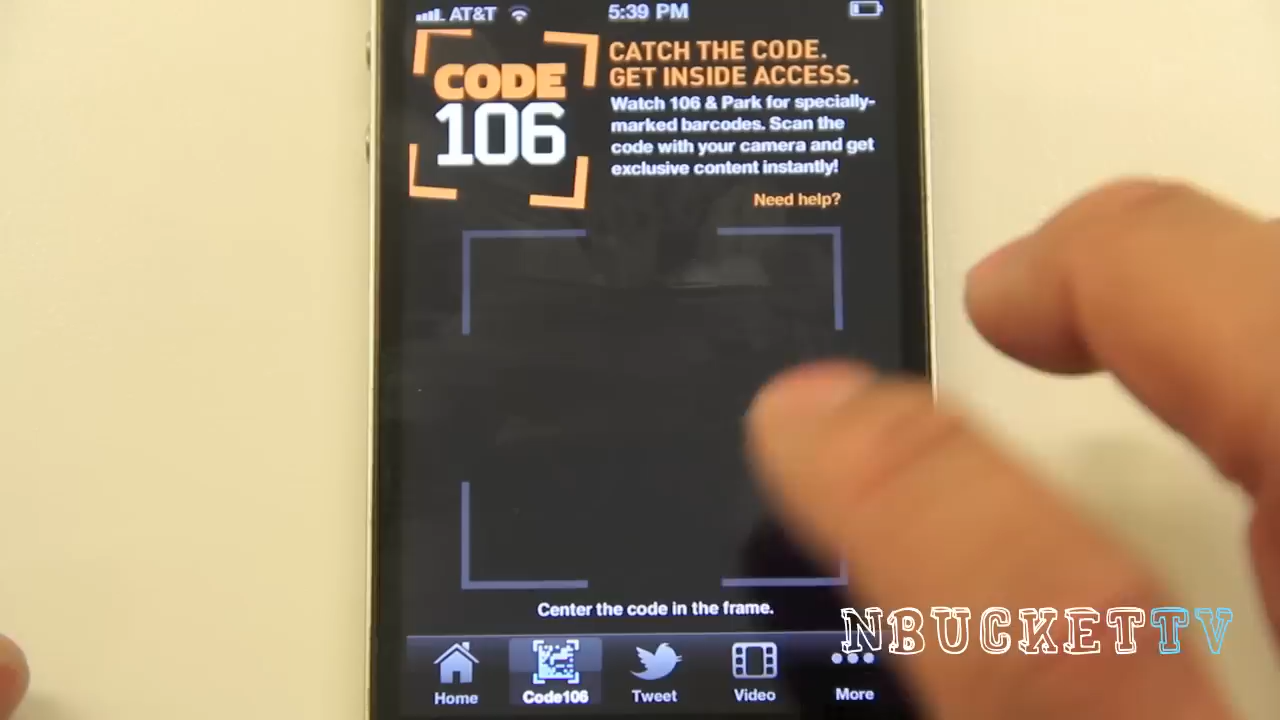 AT&T
5:39 PM
CODE
106
CATCH THE CODE.
GET INSIDE ACCESS.
Watch 106 & Park for specially-
marked barcodes. Scan the
code with your camera and get
exclusive content instantly!
Need help?
Center the code in the frame.
NBUCKETTV
Home
Code106
Tweet
Video
More